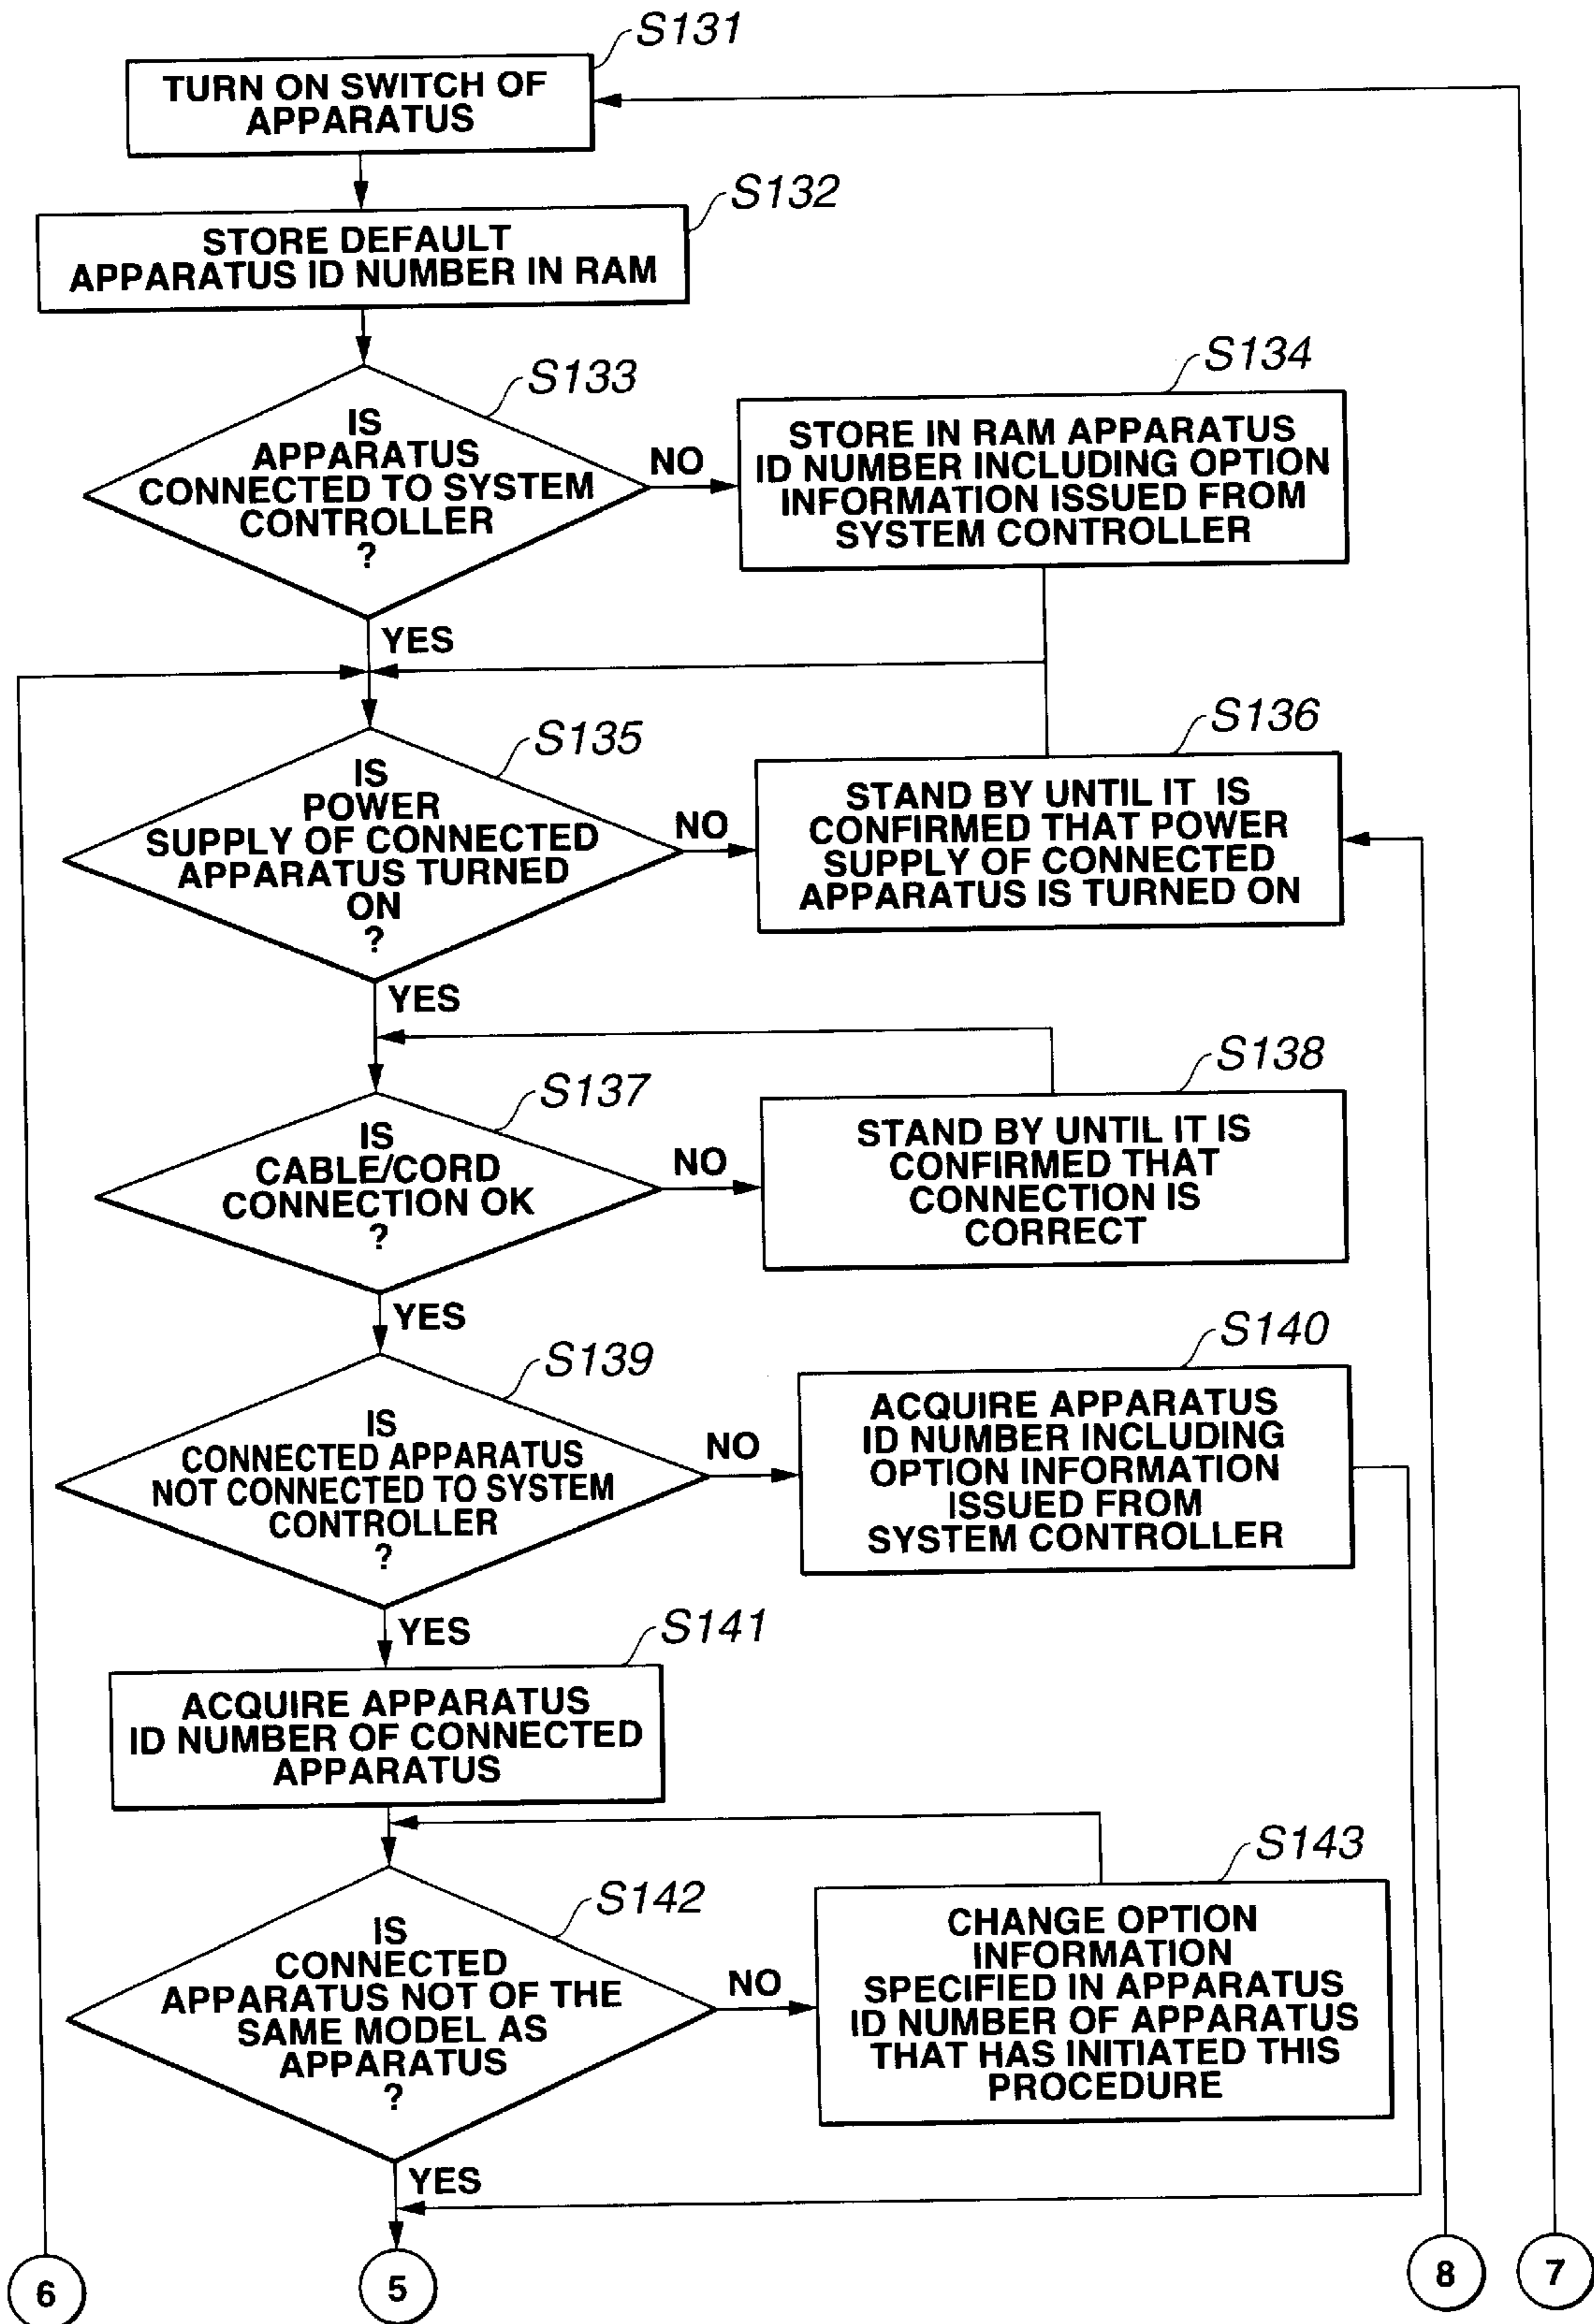 S131
TURN ON SWITCH OF
APPARATUS
S132
STORE DEFAULT
APPARATUS ID NUMBER IN RAM
S133
IS
APPARATUS
CONNECTED TO SYSTEM
CONTROLLER
?
NO
S134
STORE IN RAM APPARATUS
ID NUMBER INCLUDING OPTION
INFORMATION ISSUED FROM
SYSTEM CONTROLLER
YES
S135
IS
POWER
SUPPLY OF CONNECTED
APPARATUS TURNED
ON
?
NO
S136
STAND BY UNTIL IT IS
CONFIRMED THAT POWER
SUPPLY OF CONNECTED
APPARATUS IS TURNED ON
YES
S137
IS
CABLE/CORD
CONNECTION OK
?
NO
S138
STAND BY UNTIL IT IS
CONFIRMED THAT
CONNECTION IS
CORRECT
YES
S139
IS
CONNECTED APPARATUS
NOT CONNECTED TO SYSTEM
CONTROLLER
?
NO
S140
ACQUIRE APPARATUS
ID NUMBER INCLUDING
OPTION INFORMATION
ISSUED FROM
SYSTEM CONTROLLER
YES
S141
ACQUIRE APPARATUS
ID NUMBER OF CONNECTED
APPARATUS
S142
IS
CONNECTED
APPARATUS NOT OF THE
SAME MODEL AS
APPARATUS
?
NO
S143
CHANGE OPTION
INFORMATION
SPECIFIED IN APPARATUS
ID NUMBER OF APPARATUS
THAT HAS INITIATED THIS
PROCEDURE
YES
6
5
8
7